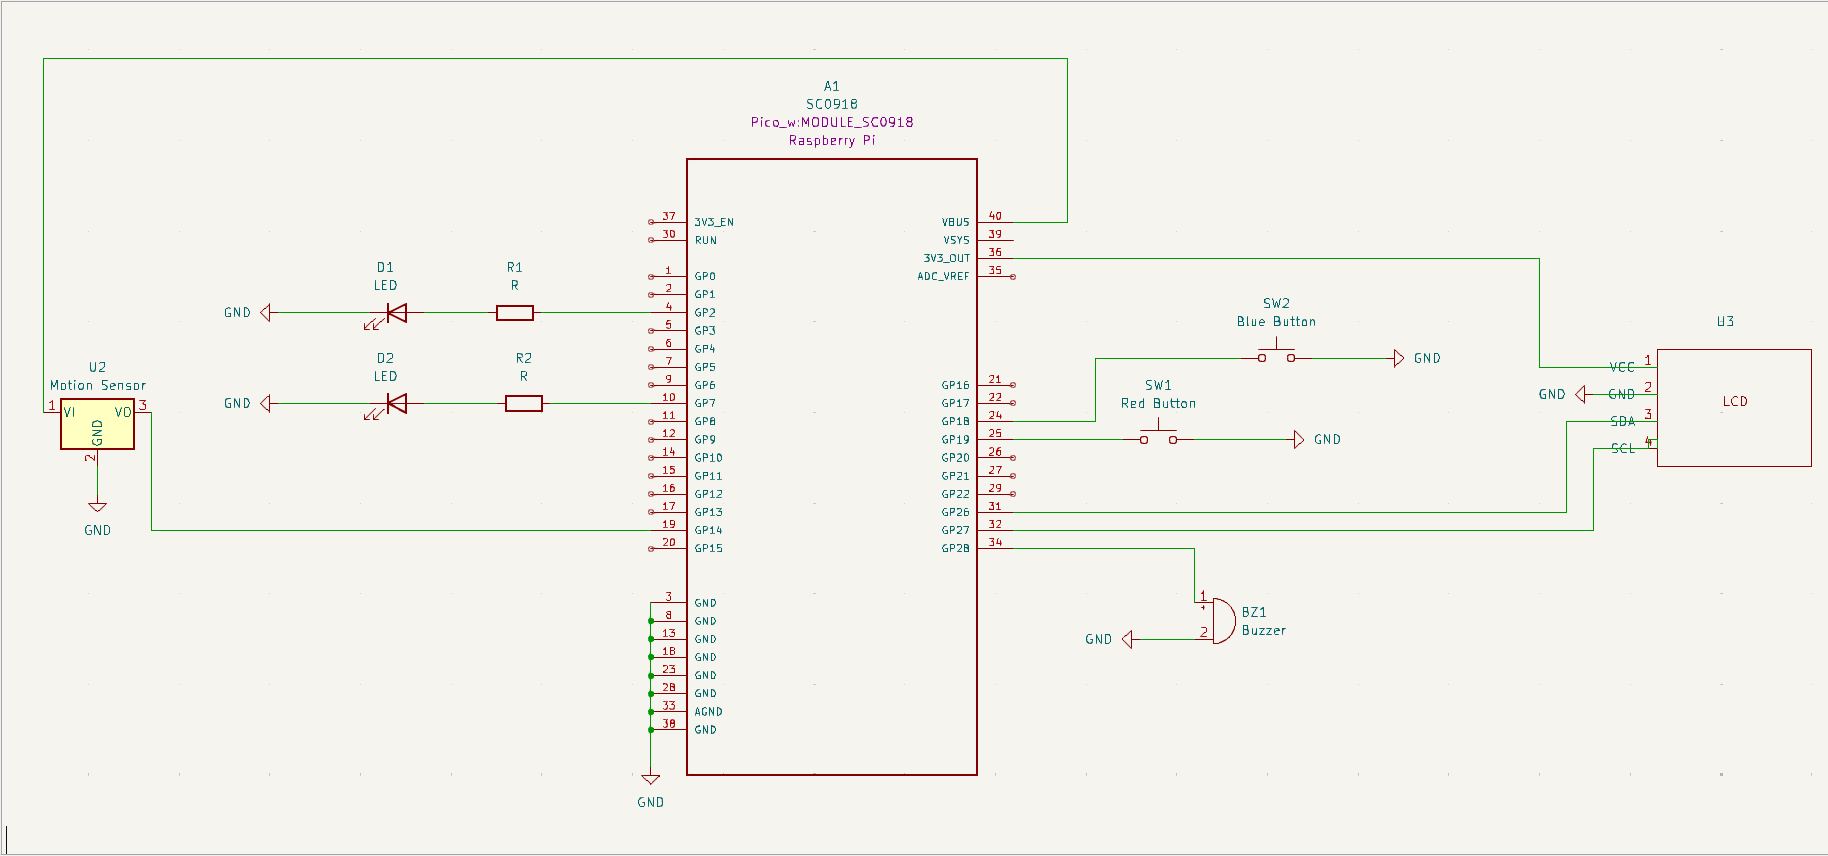 A1
SC0918
Pico_w:MODULE_SC0918
Raspberry Pi
37 3V3_EN
30 RUN
1 GP0
2 GP1
4 GP2
5 GP3
6 GP4
7 GP5
9 GP6
10 GP7
11 GP8
12 GP9
14 GP10
15 GP11
16 GP12
17 GP13
19 GP14
20 GP15
3 GND
8 GND
13 GND
18 GND
23 GND
28 GND
33 AGND
38 GND
GND
VBUS 40
VSYS 39
3V3_OUT 36
ADC_VREF 35
GP16 21
GP17 22
GP18 24
GP19 25
GP20 26
GP21 27
GP22 29
GP26 31
GP27 32
GP28 34
D1
LED
R1
R
GND
D2
LED
R2
R
GND
U2
Motion Sensor
1 VI VO 3
GND
2
GND
SW2
Blue Button
GND
SW1
Red Button
GND
U3
VCC 1
GND GND 2
SDA 3
SCL 4
LCD
1
+
BZ1
Buzzer
GND 2